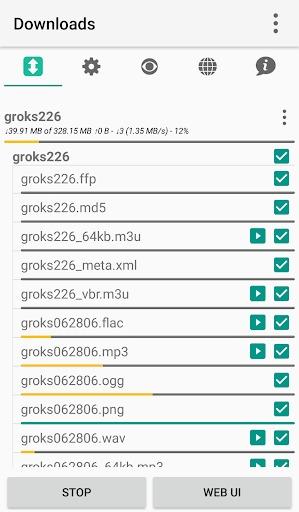 Downloads
groks226
↓39.91 MB of 328.15 MB ↑0 B - ↓3 (1.35 MB/s) - 12%
groks226
groks226.ffp
groks226.md5
groks226_64kb.m3u
groks226_meta.xml
groks226_vbr.m3u
groks062806.flac
groks062806.mp3
groks062806.ogg
groks062806.png
groks062806.wav
groks062806_64kb.mp3
STOP
WEB UI